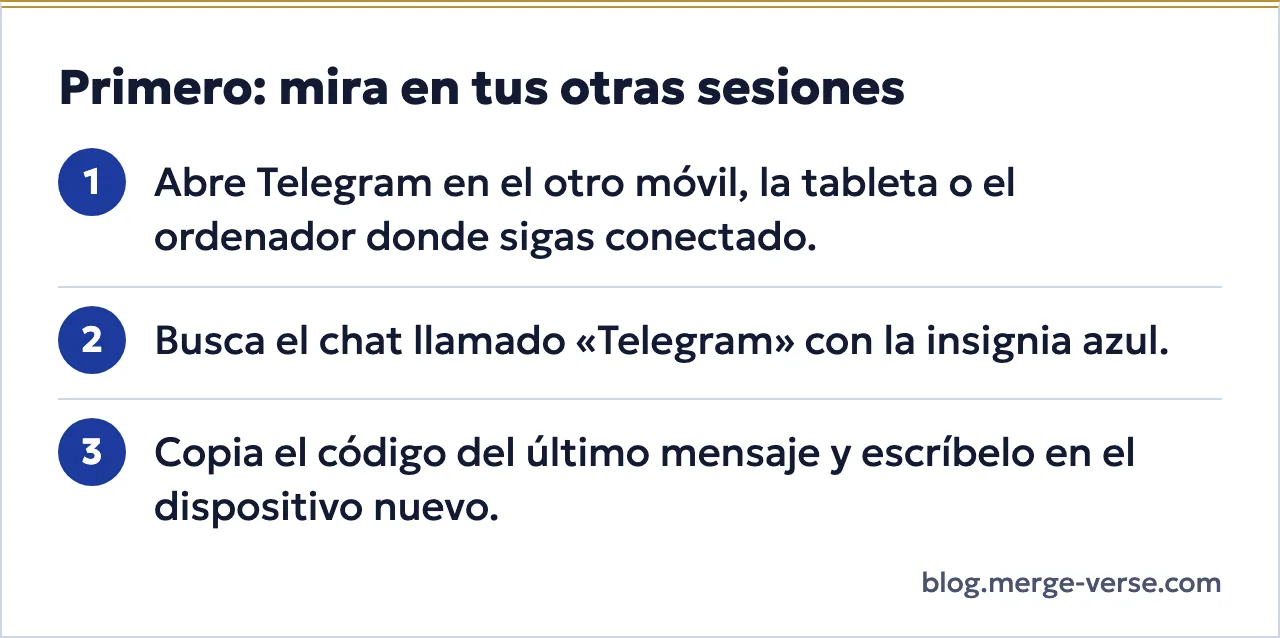 Primero: mira en tus otras sesiones
1
Abre Telegram en el otro móvil, la tableta o el
ordenador donde sigas conectado.
2
Busca el chat llamado «Telegram» con la insignia azul.
3
Copia el código del último mensaje y escríbelo en el
dispositivo nuevo.
blog.merge-verse.com